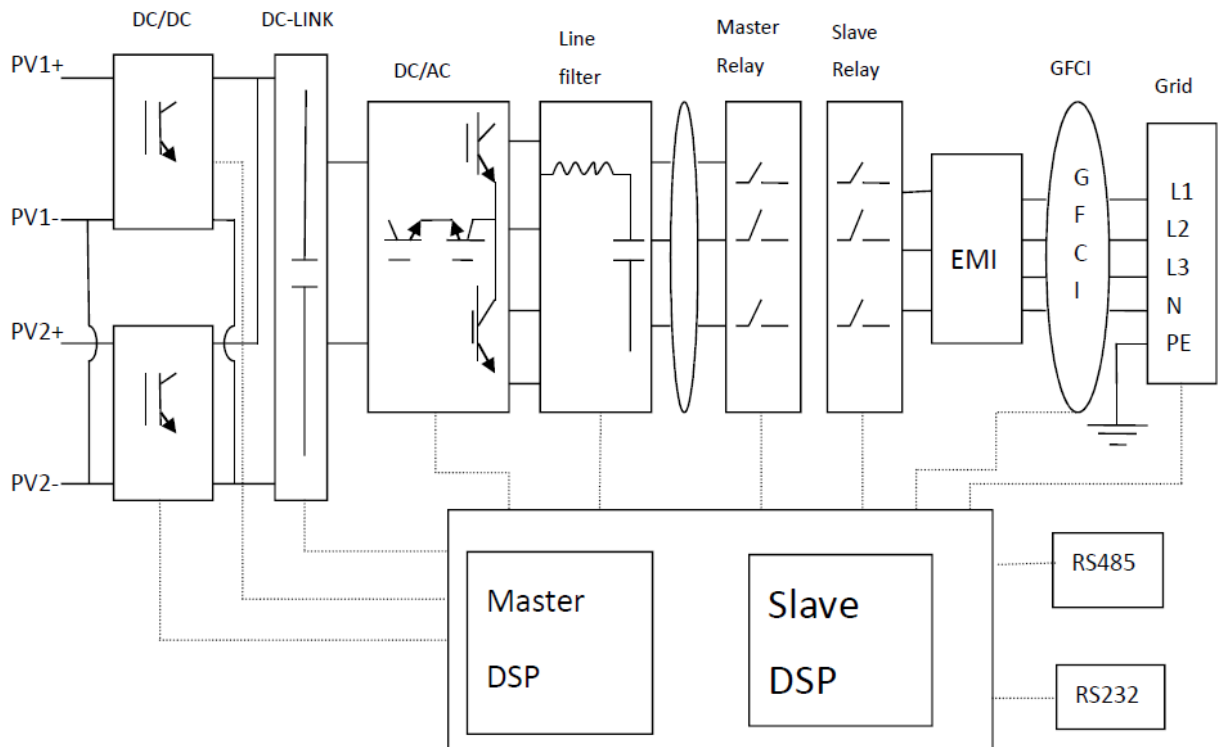 DC/DC
DC-LINK
DC/AC
Line
filter
Master
Relay
Slave
Relay
GFCI
Grid
PV1+
PV1-
PV2+
PV2-
EMI
G
F
C
I
L1
L2
L3
N
PE
Master
DSP
Slave
DSP
RS485
RS232